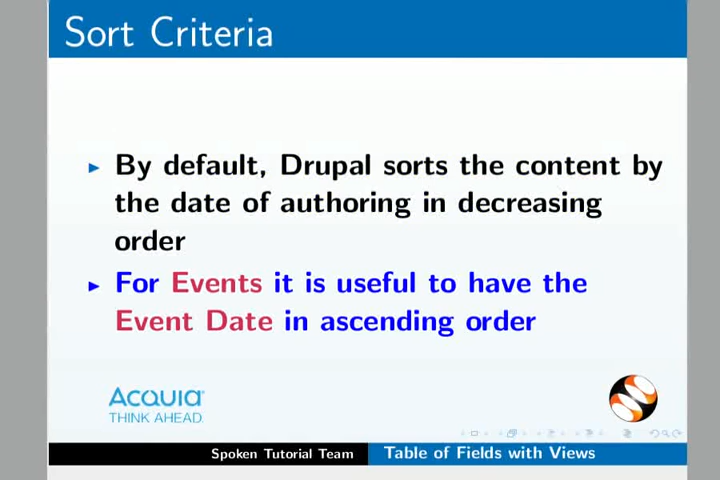 Sort Criteria
By default, Drupal sorts the content by
the date of authoring in decreasing
order
For Events it is useful to have the
Event Date in ascending order
ACQUIA
THINK AHEAD.
Spoken Tutorial Team
Table of Fields with Views